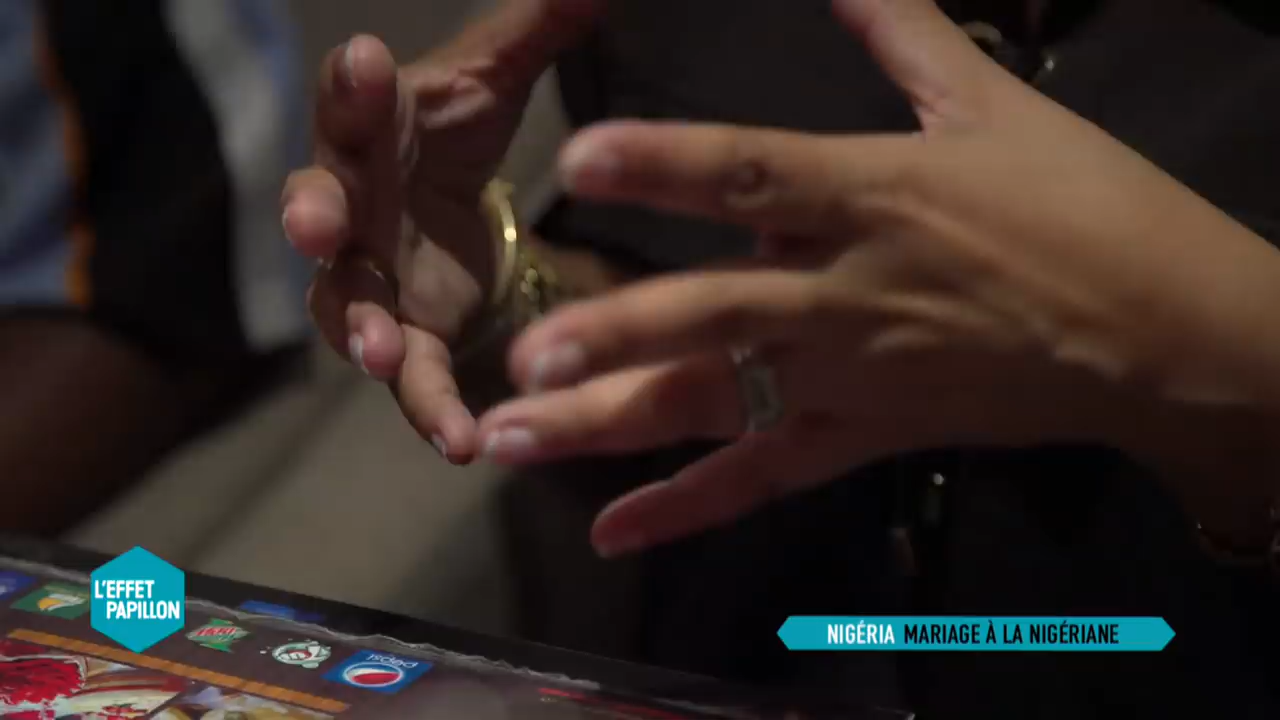 L'EFFET
PAPILLON
NIGÉRIA MARIAGE À LA NIGÉRIANE
pepsi